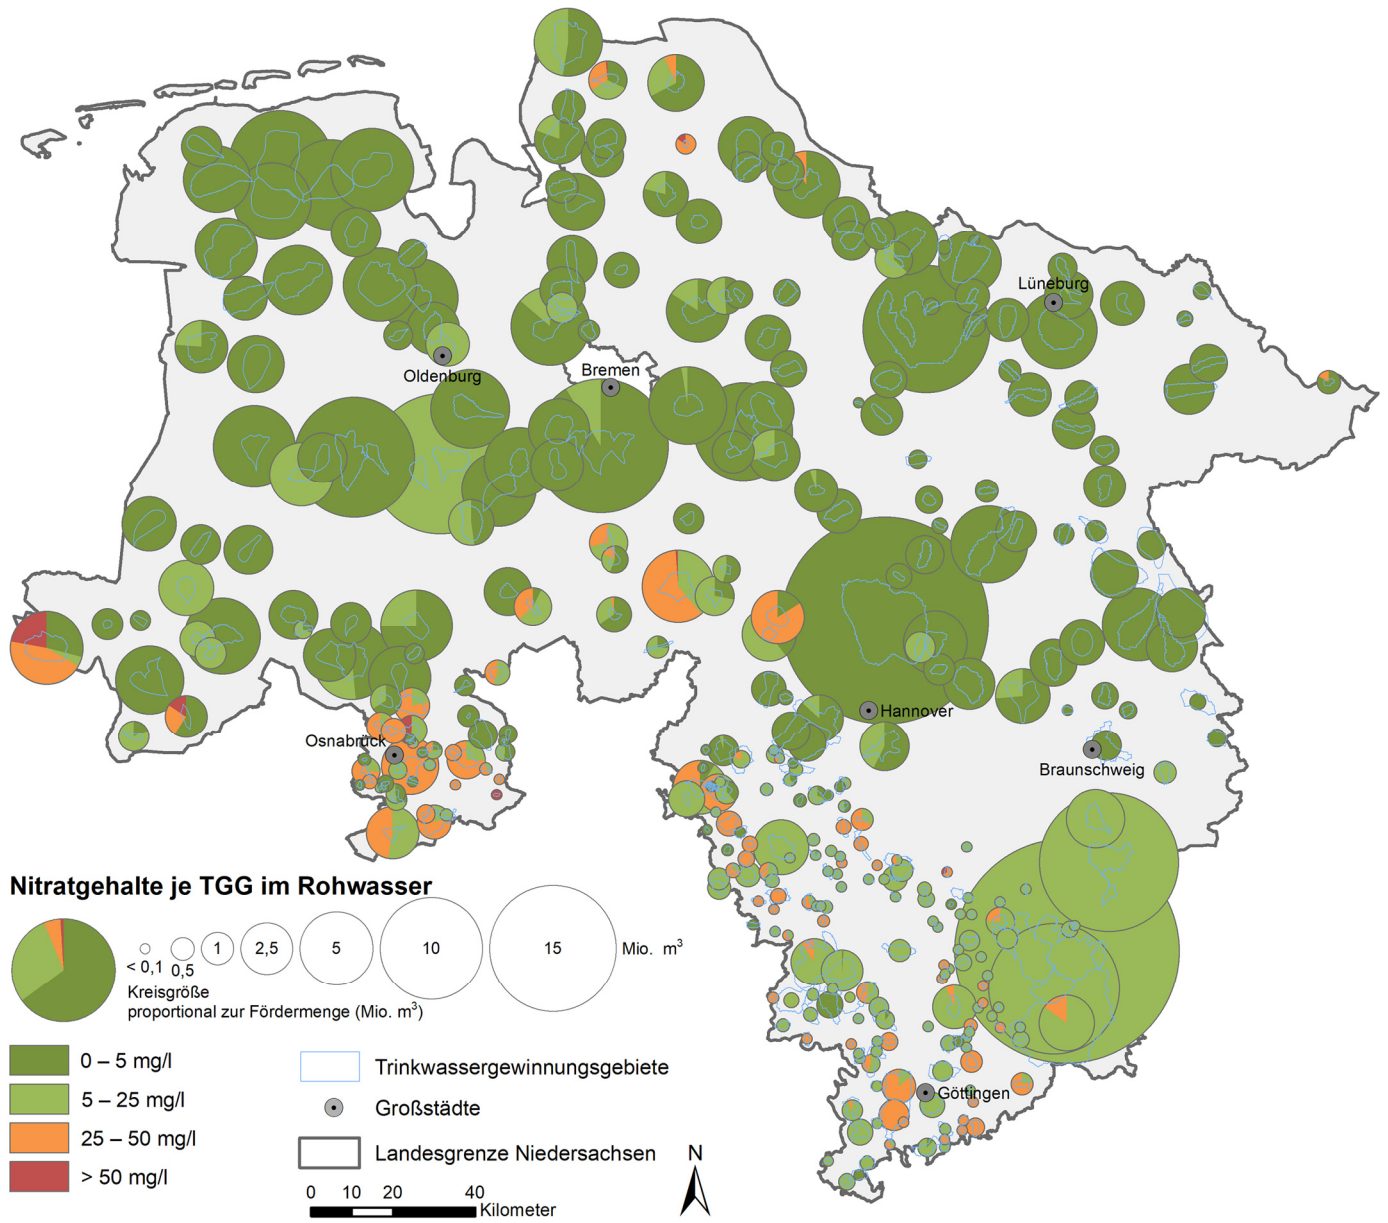 Lüneburg
Oldenburg
Bremen
Hannover
Osnabrück
Braunschweig
Göttingen
Nitratgehalte je TGG im Rohwasser
< 0,1
0,5
1
2,5
5
10
15
Mio. m³
Kreisgröße
proportional zur Fördermenge (Mio. m³)
0 – 5 mg/l
5 – 25 mg/l
25 – 50 mg/l
> 50 mg/l
Trinkwassergewinnungsgebiete
Großstädte
Landesgrenze Niedersachsen
0 10 20 40
Kilometer
N